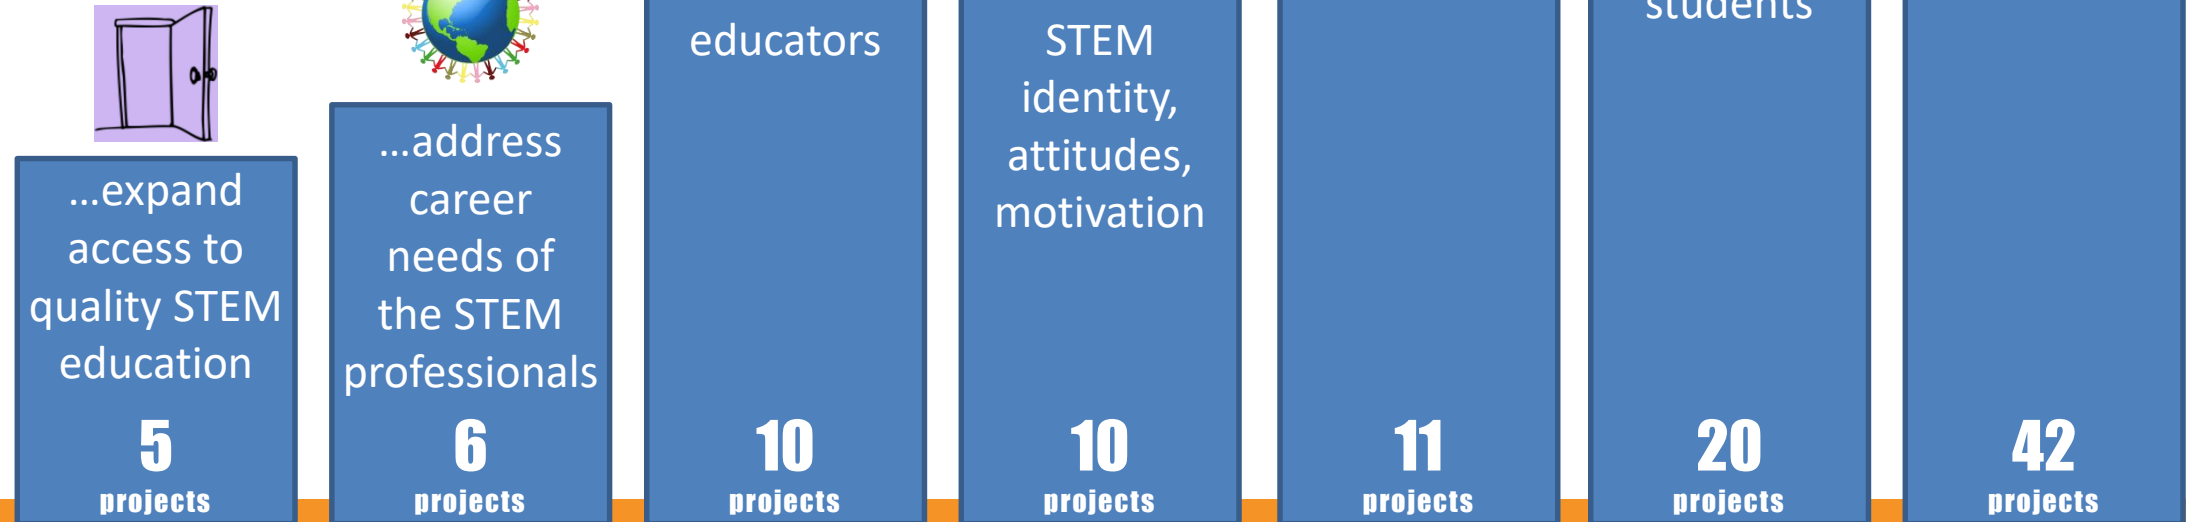 ...expand
access to
quality STEM
education
5
projects
...address
career
needs of
the STEM
professionals
6
projects
educators
10
projects
STEM
identity,
attitudes,
motivation
10
projects
11
projects
students
20
projects
42
projects